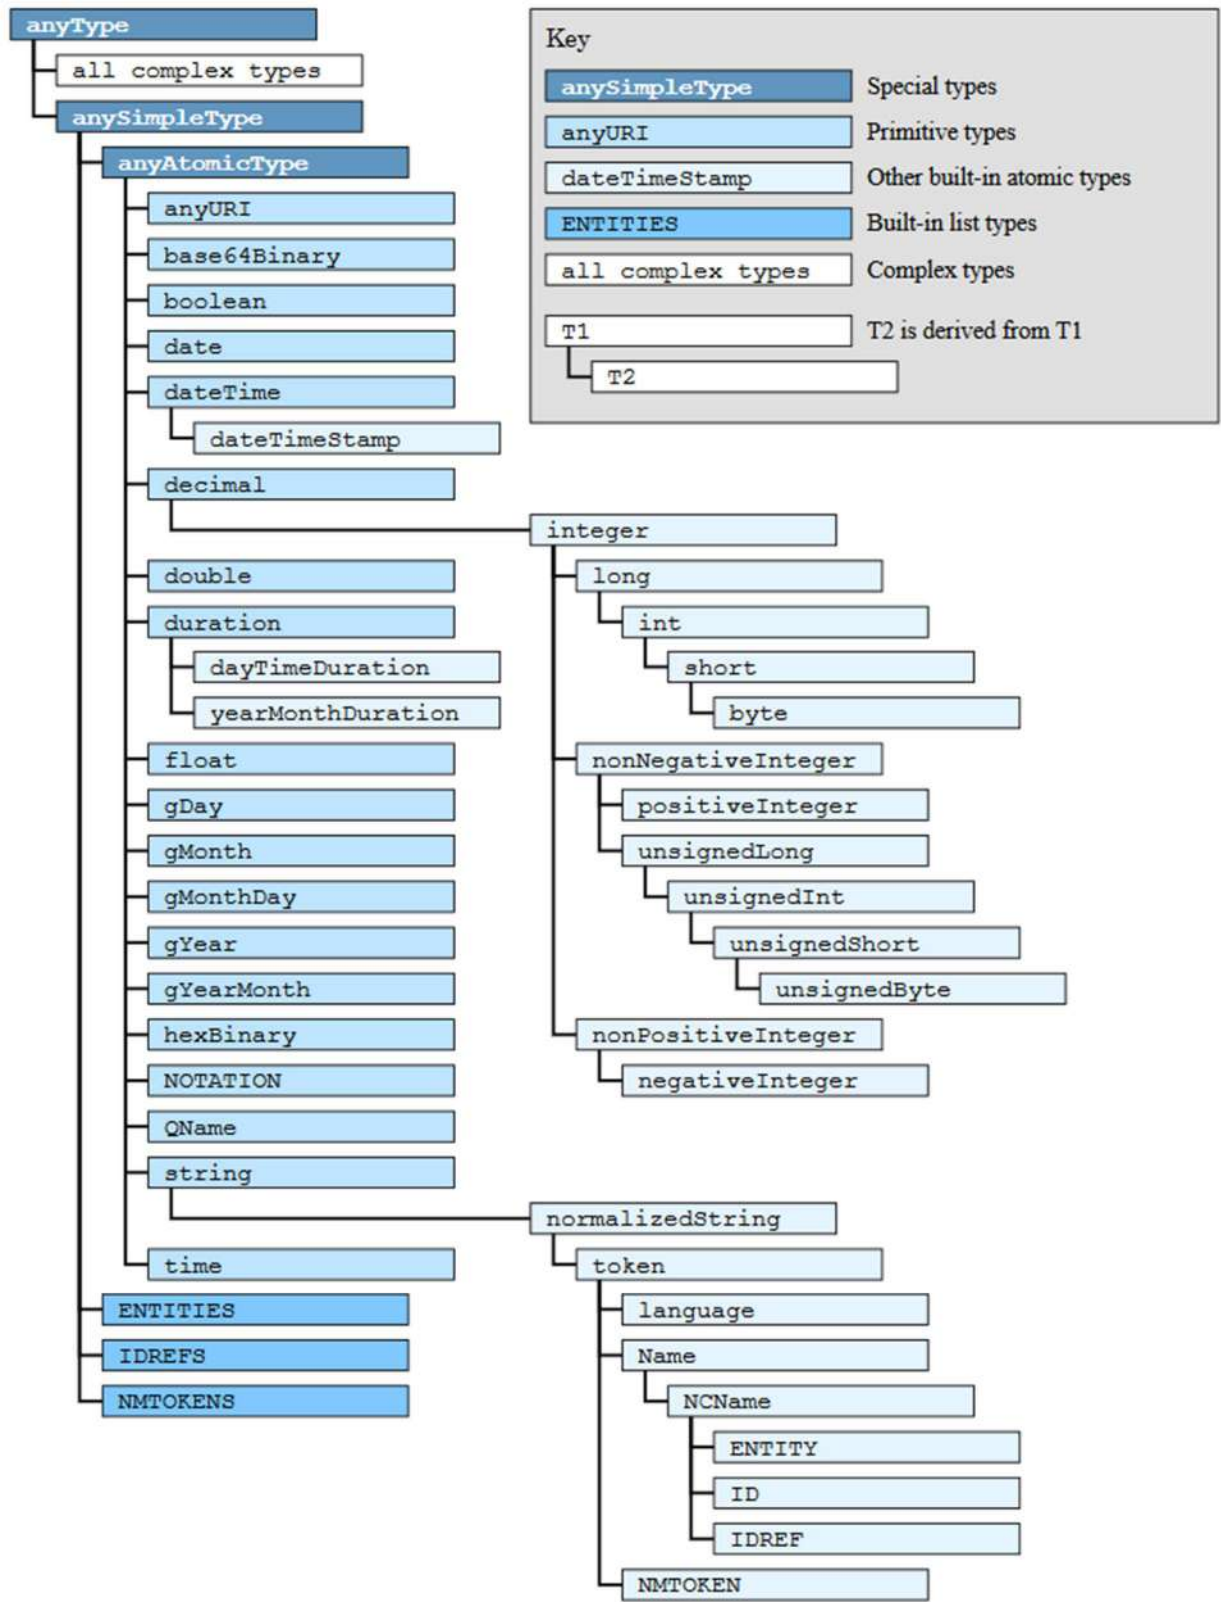 anyType
all complex types
anySimpleType
anyAtomicType
anyURI
base64Binary
boolean
date
dateTime
dateTimeStamp
decimal
integer
double
long
duration
int
dayTimeDuration
short
yearMonthDuration
byte
float
nonNegativeInteger
gDay
positiveInteger
gMonth
unsignedLong
gMonthDay
unsignedInt
gYear
unsignedShort
gYearMonth
unsignedByte
hexBinary
nonPositiveInteger
NOTATION
negativeInteger
QName
string
normalizedString
time
token
ENTITIES
language
IDREFS
Name
NMTOKENS
NCName
ENTITY
ID
IDREF
NMTOKEN
Key
anySimpleType Special types
anyURI Primitive types
dateTimeStamp Other built-in atomic types
ENTITIES Built-in list types
all complex types Complex types
T1 T2 is derived from T1
T2